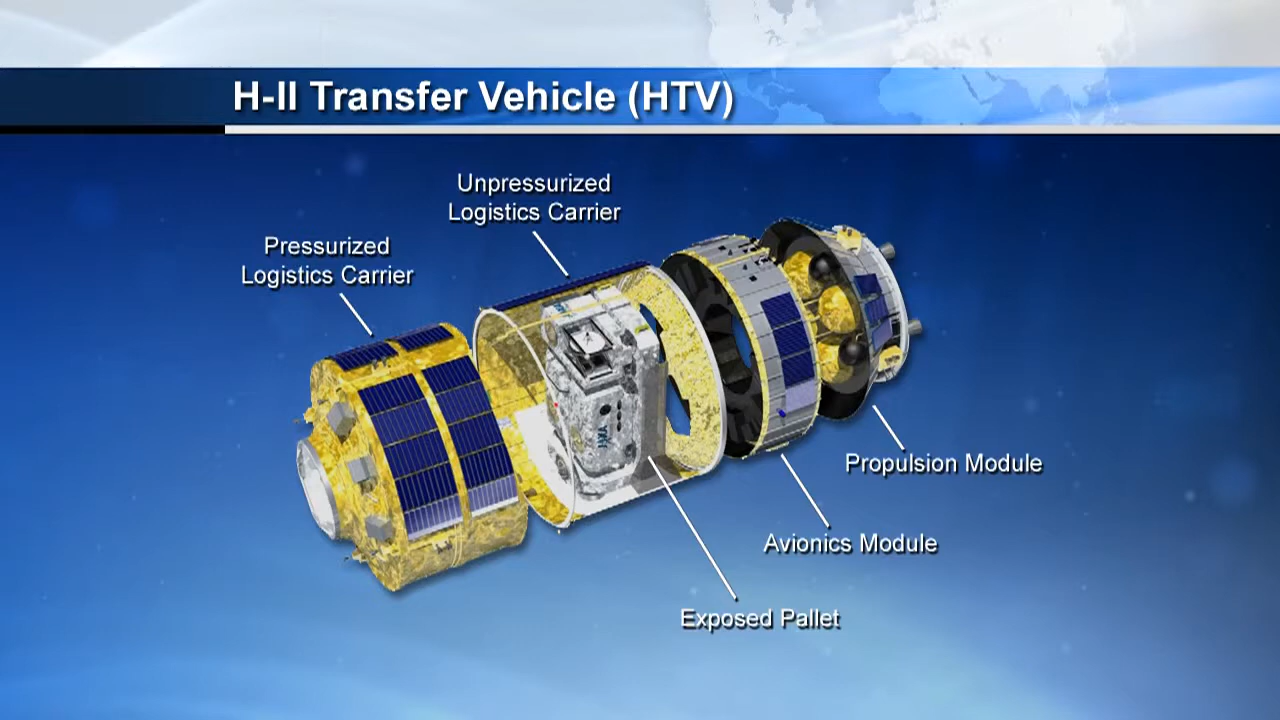 H-II Transfer Vehicle (HTV)
Unpressurized
Logistics Carrier
Pressurized
Logistics Carrier
Propulsion Module
Avionics Module
Exposed Pallet